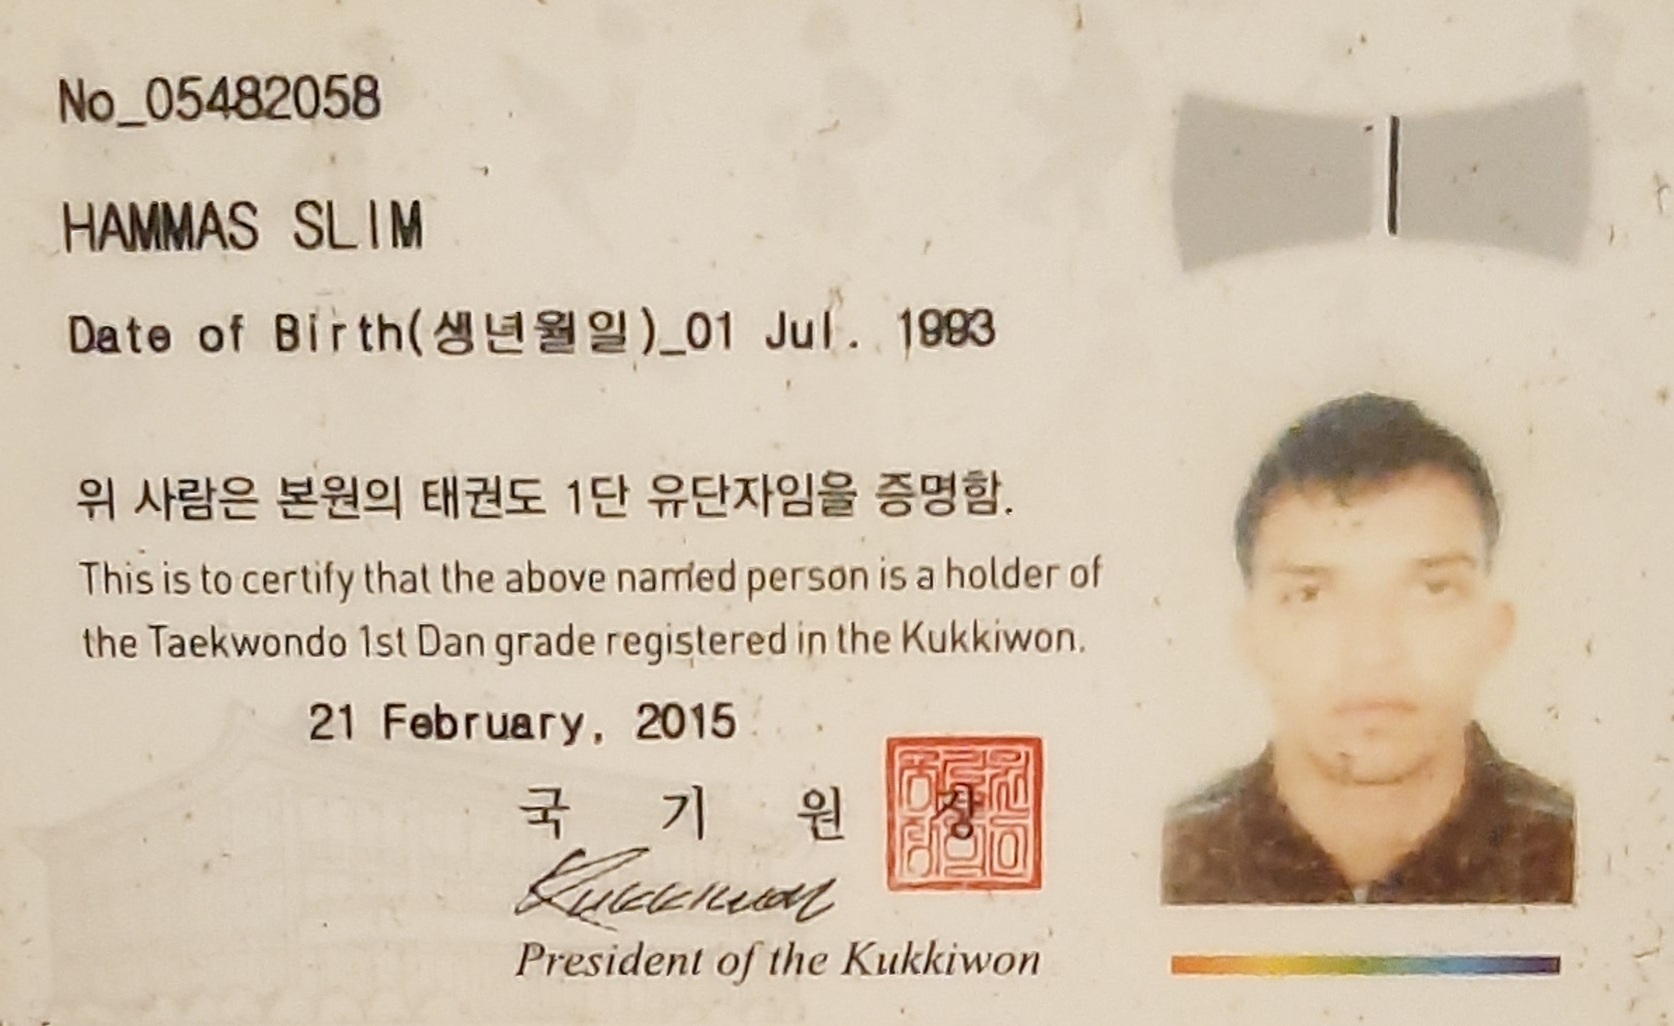 No_05482058
HAMMAS SLIM
Date of Birth(생년월일)_01 Jul. 1993
위 사람은 본원의 태권도 1단 유단자임을 증명함.
This is to certify that the above named person is a holder of
the Taekwondo 1st Dan grade registered in the Kukkiwon.
21 February, 2015
국 기 원 장
Kukkiwon
President of the Kukkiwon